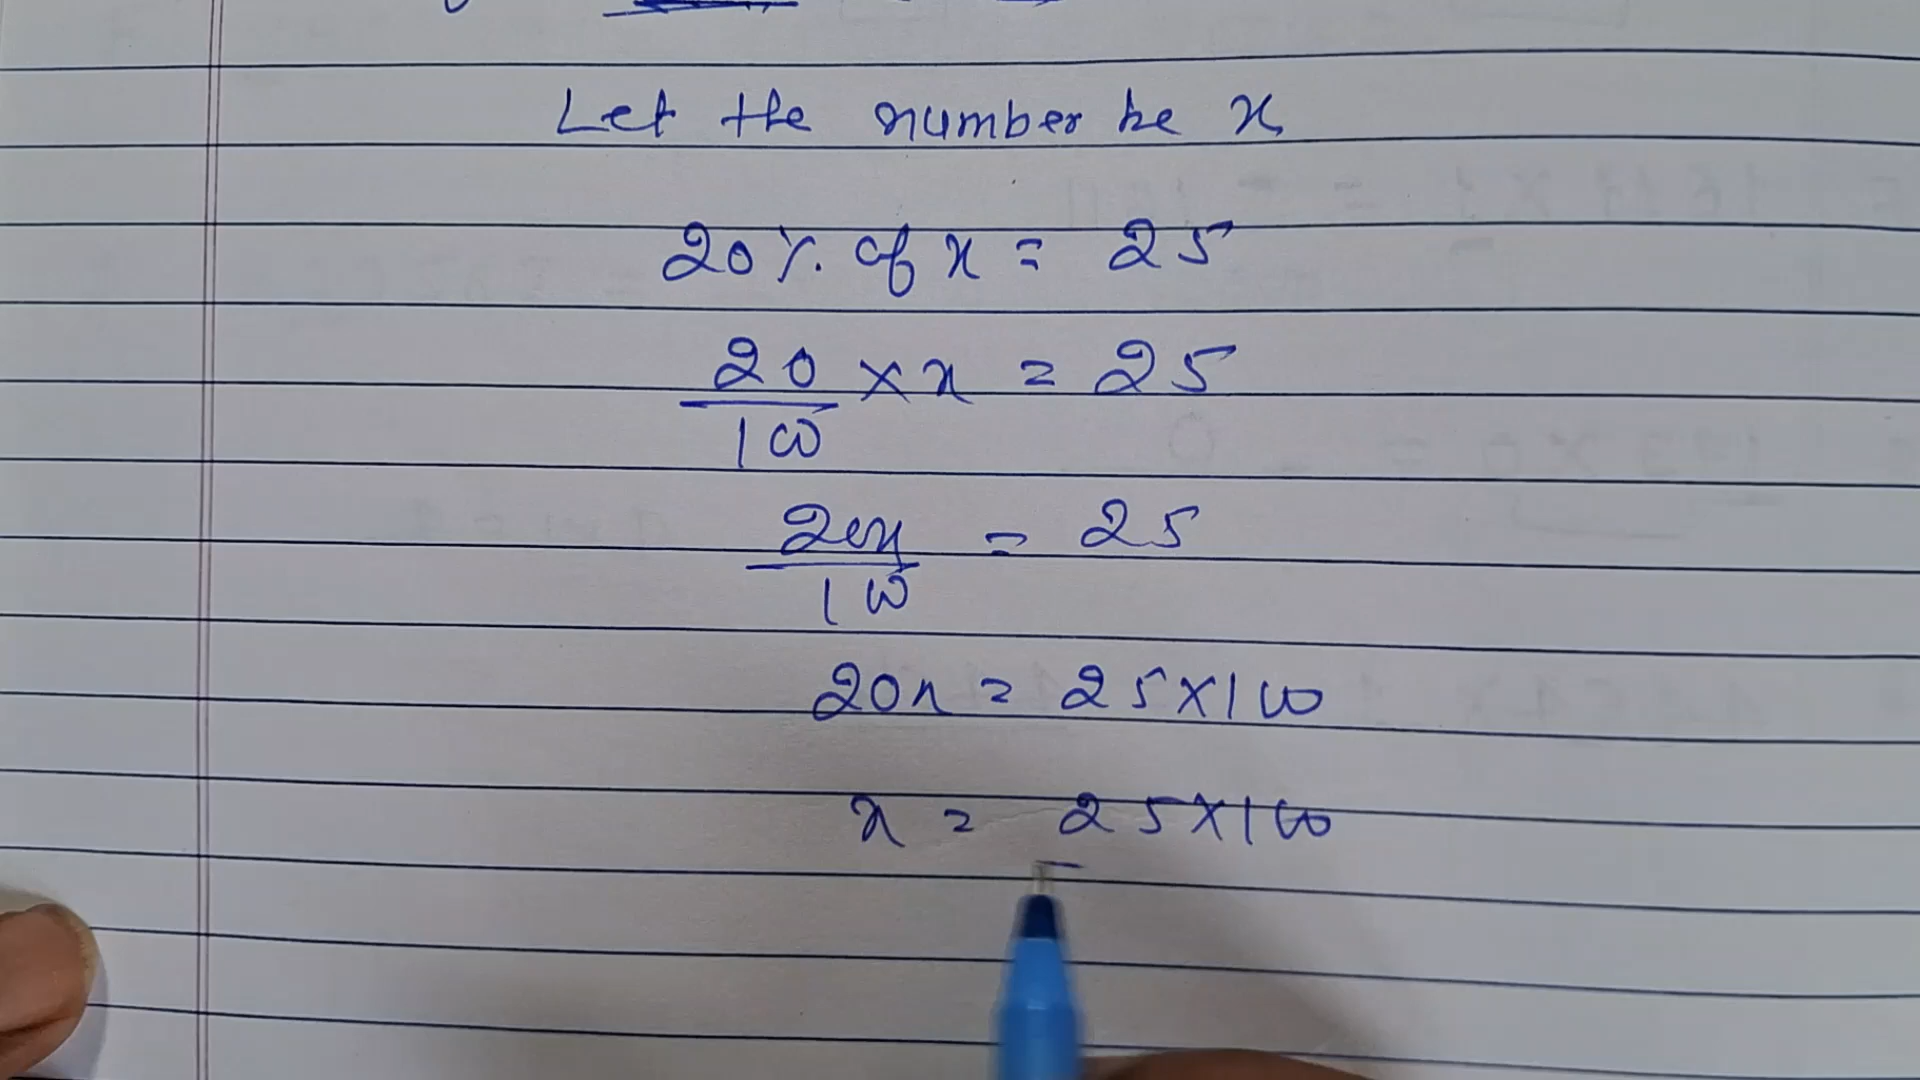 Let the number be x
20% of x = 25
20/100 × x = 25
20x/100 = 25
20x = 25×100
x = 25×100